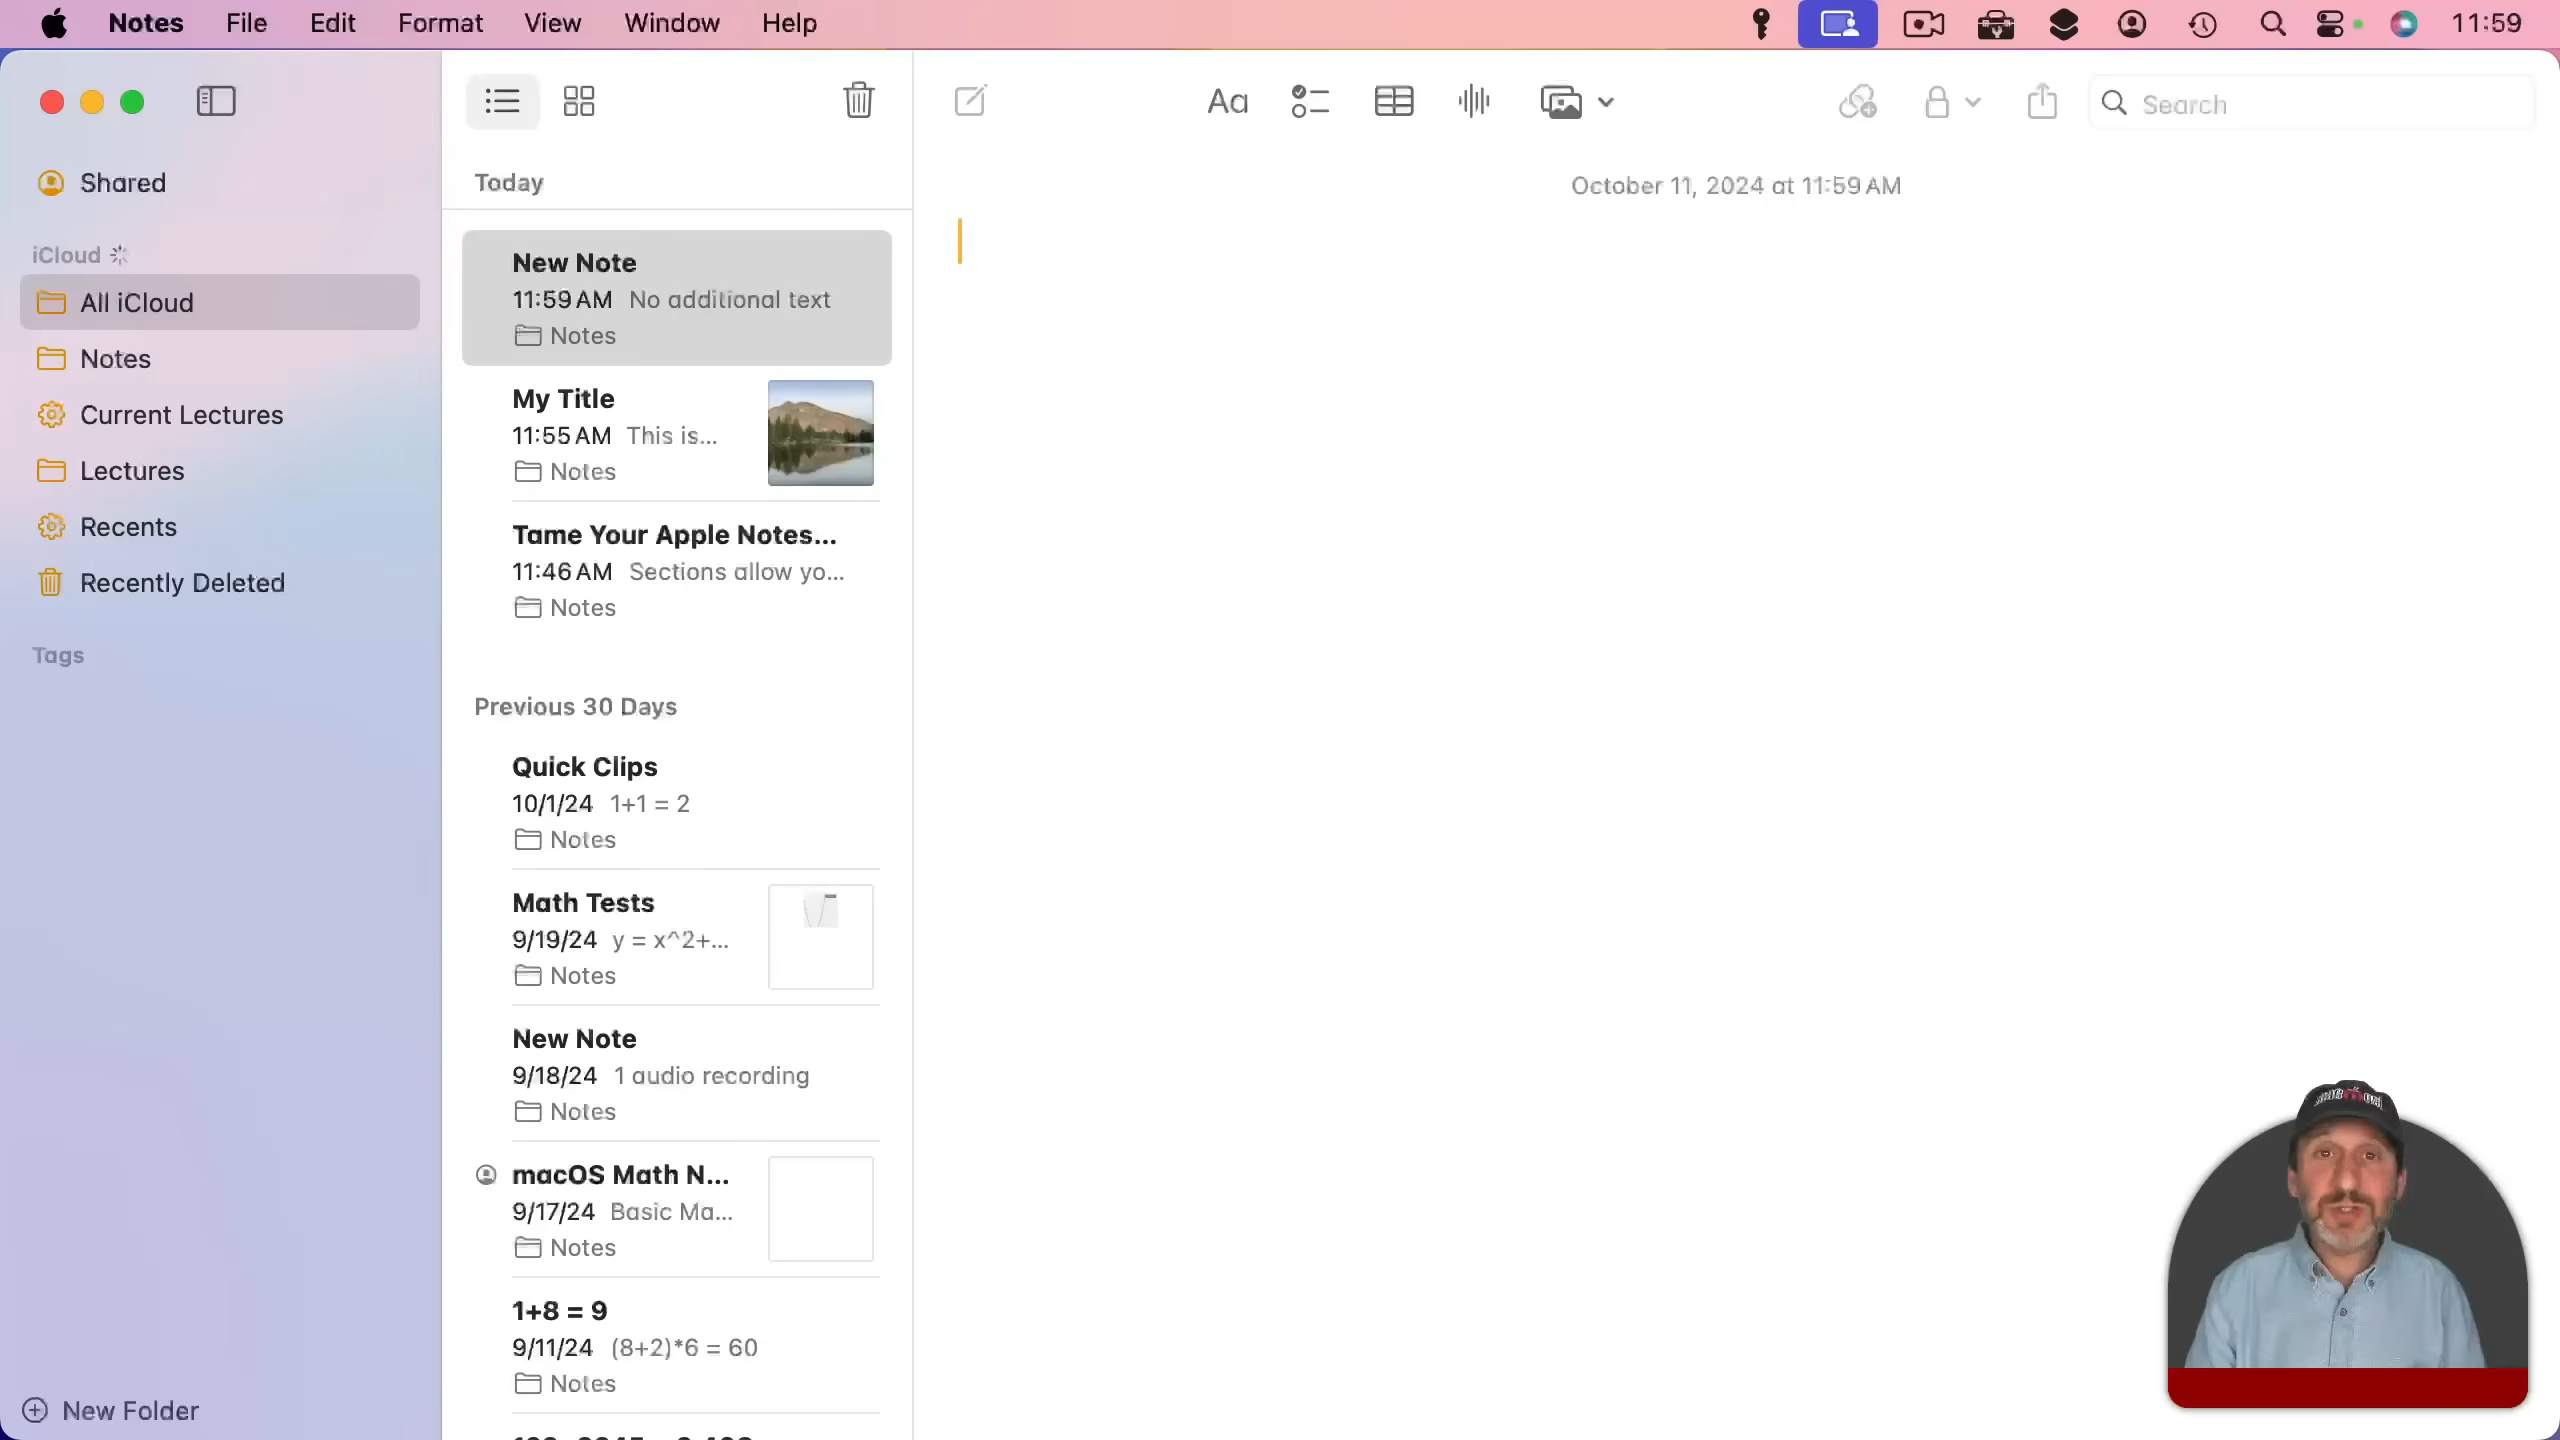 Notes File Edit Format View Window Help 11:59
Search
Shared
iCloud
All iCloud
Notes
Current Lectures
Lectures
Recents
Recently Deleted
Tags
New Folder
Today
New Note
11:59 AM No additional text
Notes
My Title
11:55 AM This is...
Notes
Tame Your Apple Notes...
11:46 AM Sections allow yo...
Notes
Previous 30 Days
Quick Clips
10/1/24 1+1 = 2
Notes
Math Tests
9/19/24 y = x^2+...
Notes
New Note
9/18/24 1 audio recording
Notes
macOS Math N...
9/17/24 Basic Ma...
Notes
1+8 = 9
9/11/24 (8+2)*6 = 60
Notes
Aa
October 11, 2024 at 11:59 AM